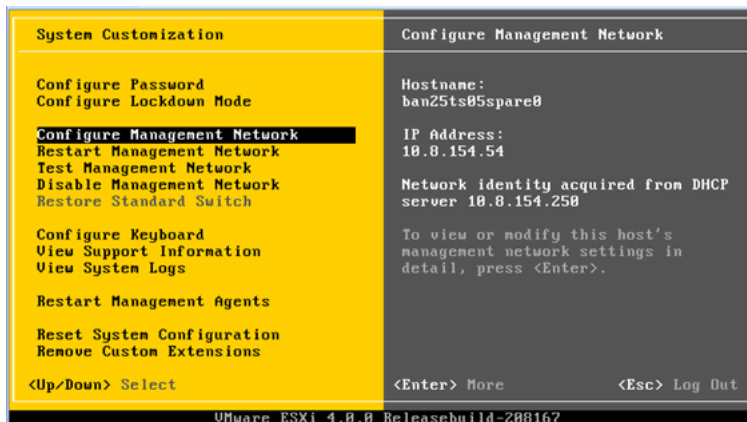 System Customization
Configure Password
Configure Lockdown Mode
Configure Management Network
Restart Management Network
Test Management Network
Disable Management Network
Restore Standard Switch
Configure Keyboard
View Support Information
View System Logs
Restart Management Agents
Reset System Configuration
Remove Custom Extensions
<Up/Down> Select
Configure Management Network
Hostname:
ban25ts05spare0
IP Address:
10.8.154.54
Network identity acquired from DHCP
server 10.8.154.250
To view or modify this host's
management network settings in
detail, press <Enter>.
<Enter> More
<Esc> Log Out
VMware ESXi 4.0.0 Releasebuild-208167